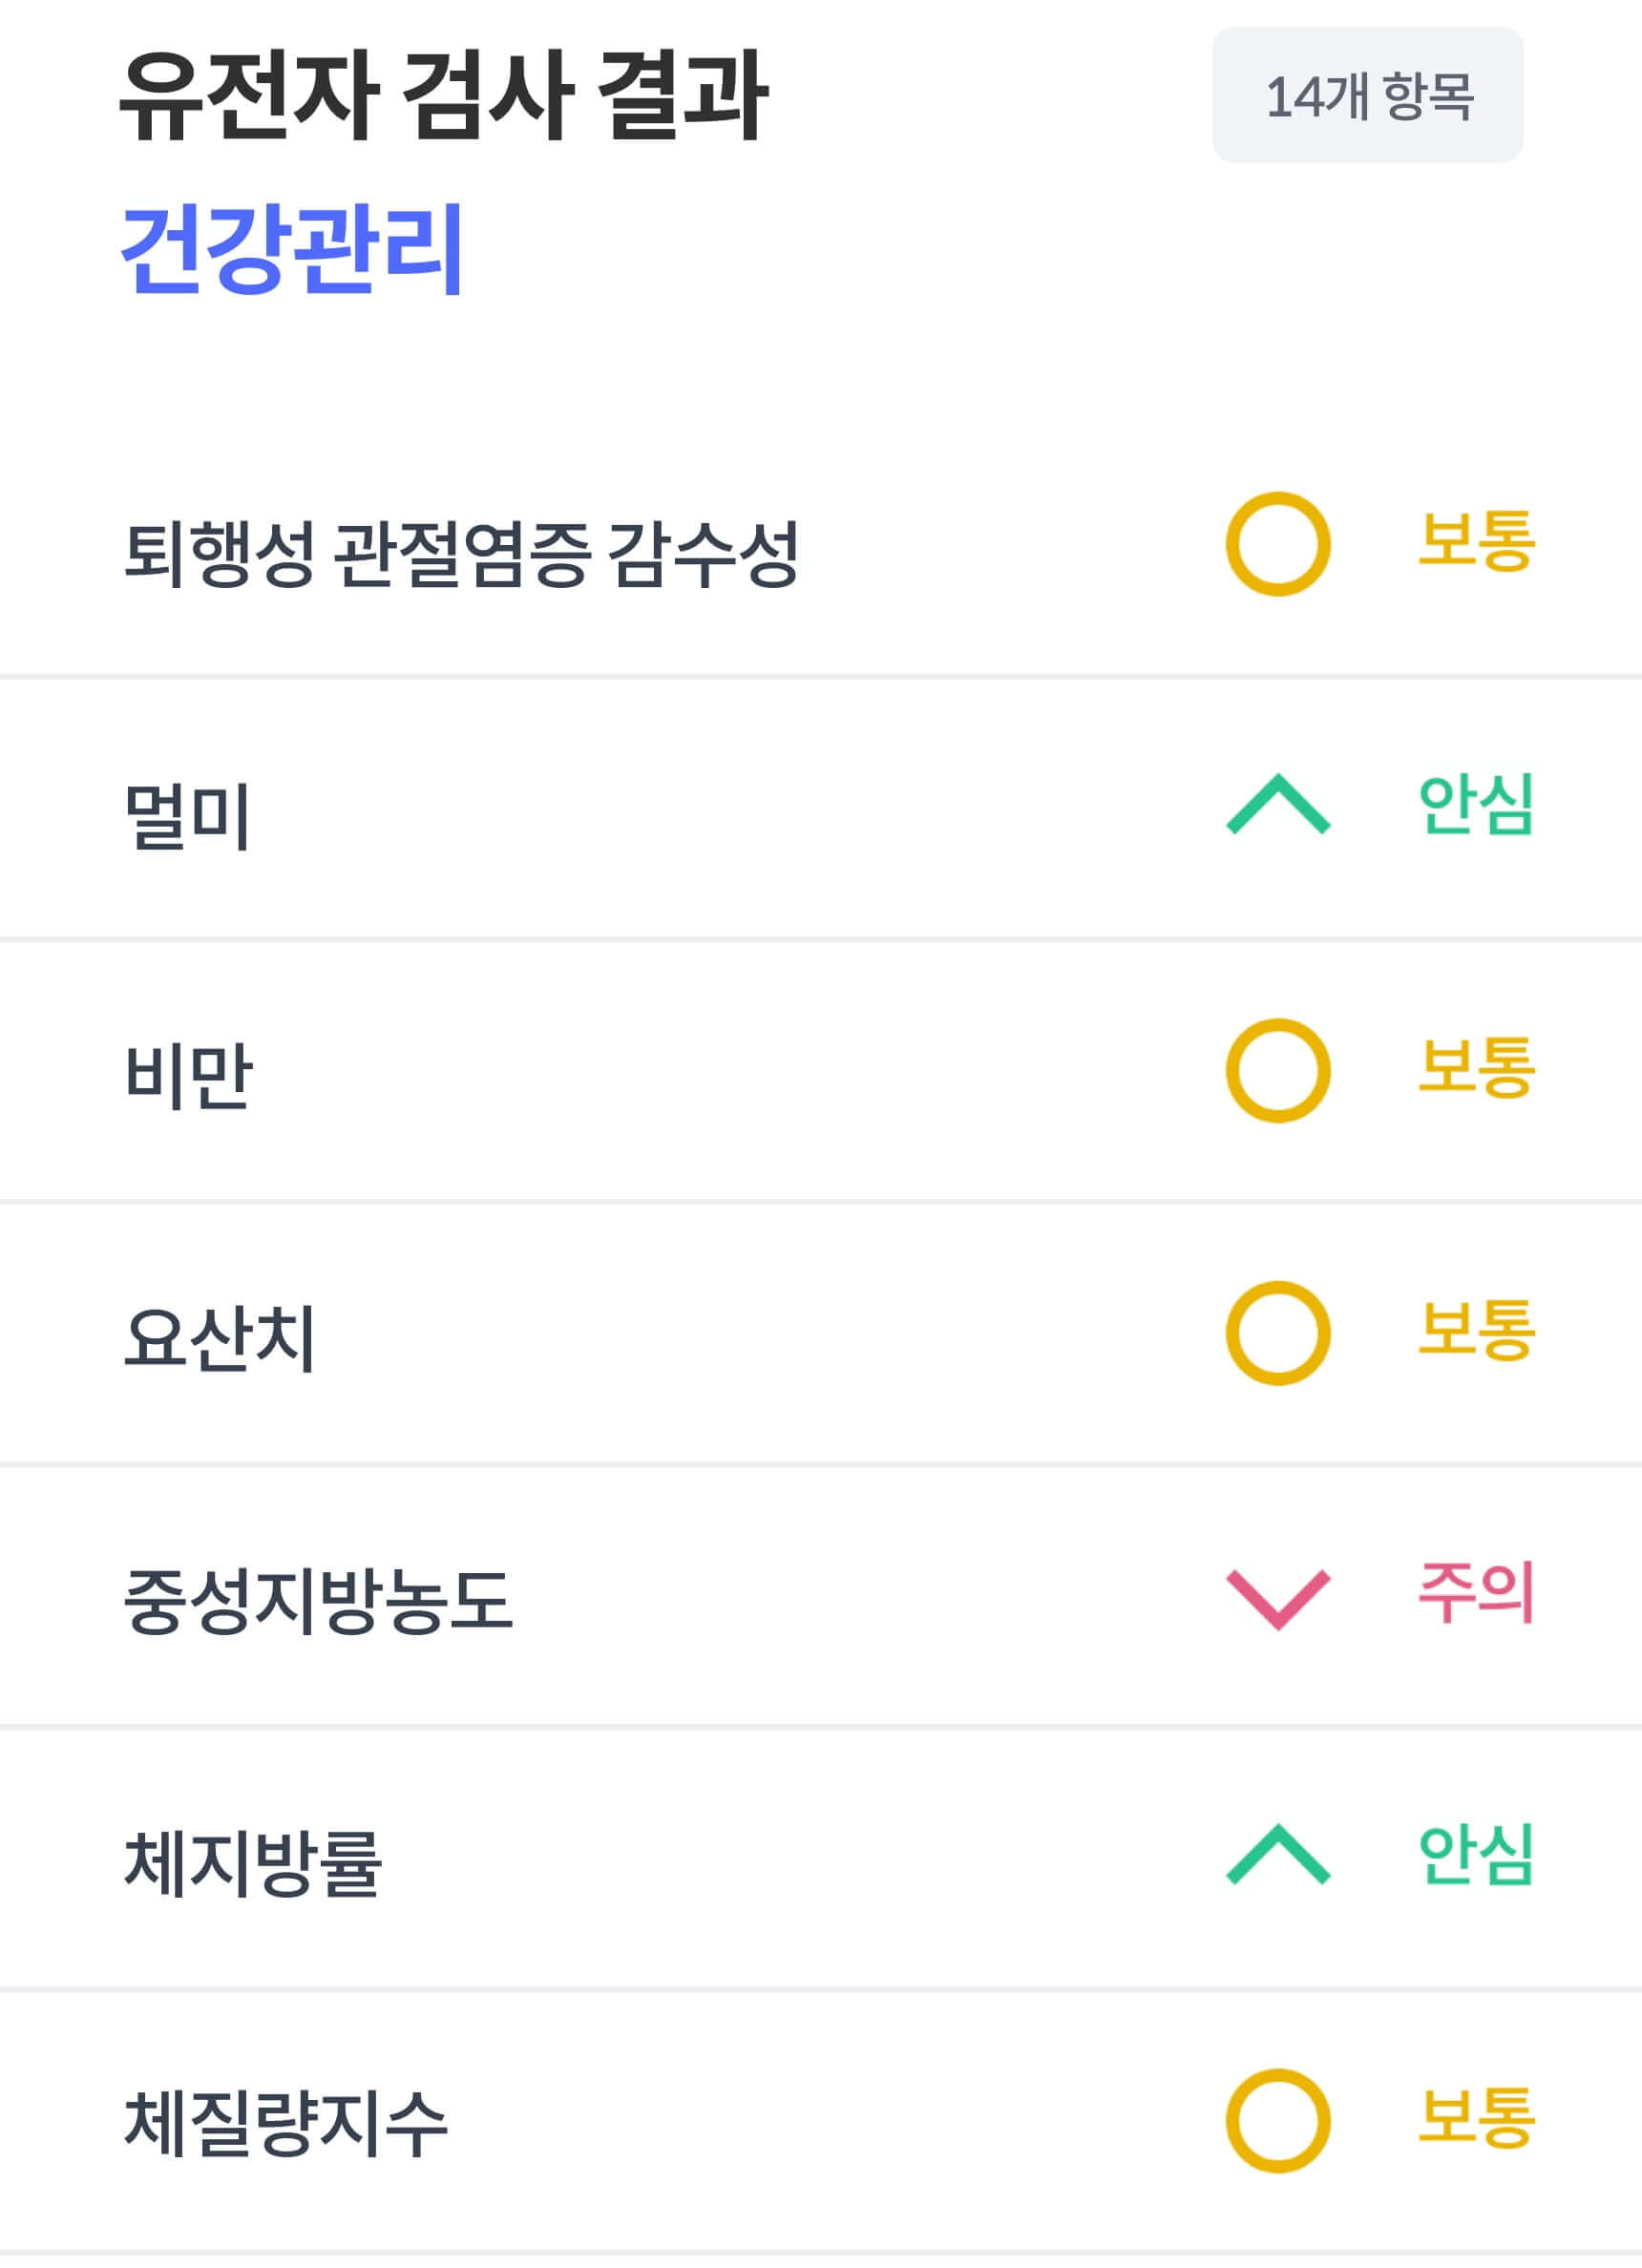 유전자 검사 결과
14개 항목
건강관리
퇴행성 관절염증 감수성
보통
멀미
안심
비만
보통
요산치
보통
중성지방농도
주의
체지방률
안심
체질량지수
보통